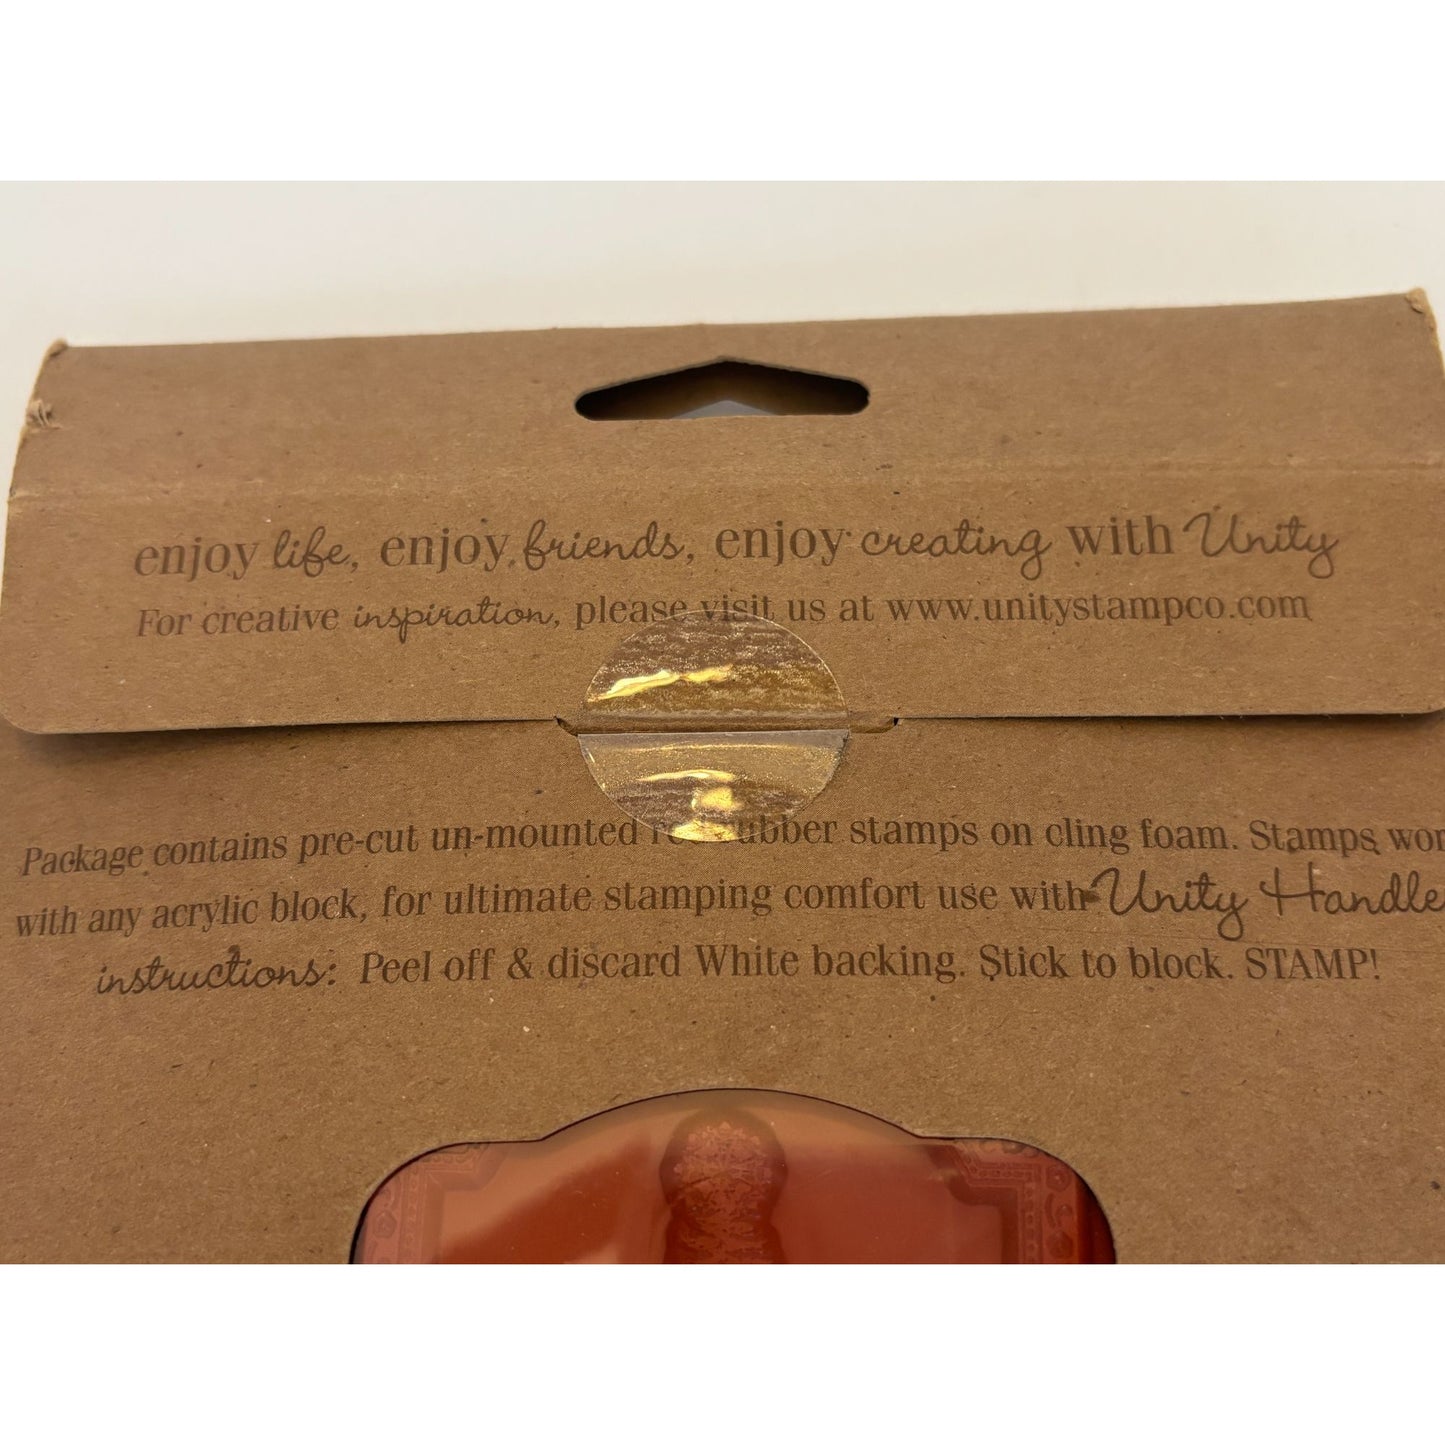 enjoy life, enjoy friends, enjoy creating with Unity
For creative inspiration, please visit us at www.unitystampco.com
Package contains pre-cut un-mounted stamps on cling foam. Stamps
with any acrylic block, for ultimate stamping comfort use with Unity
instructions: Peel off & discard White backing. Stick to block. STAMP!